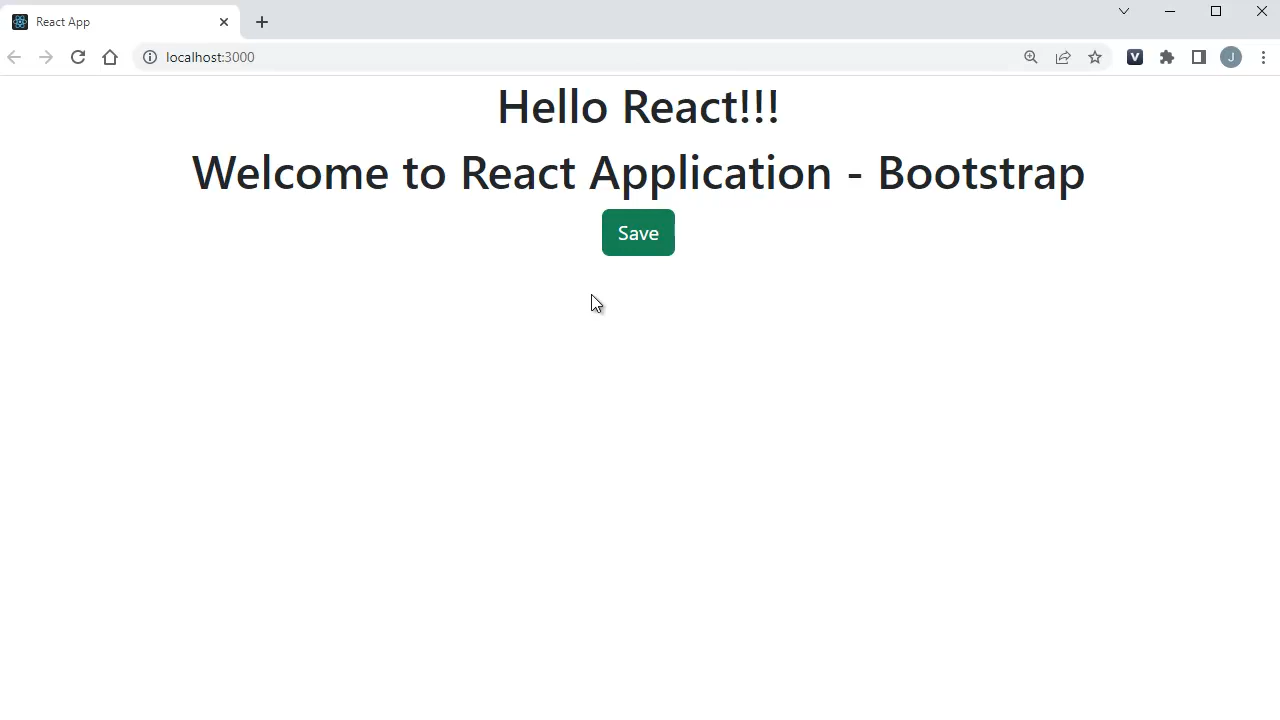 React App
localhost:3000
V
J
Hello React!!!
Welcome to React Application - Bootstrap
Save